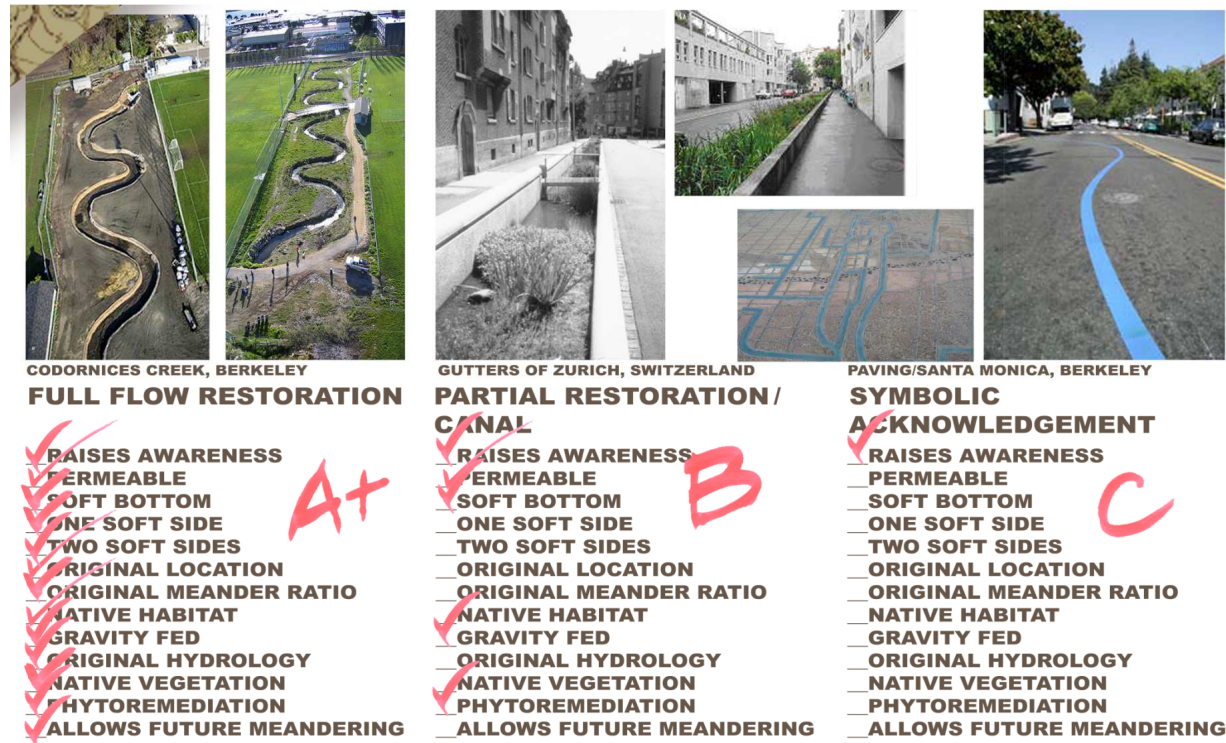 CODORNICES CREEK, BERKELEY
FULL FLOW RESTORATION
__RAISES AWARENESS
__PERMEABLE
__SOFT BOTTOM
__ONE SOFT SIDE
__TWO SOFT SIDES
__ORIGINAL LOCATION
__ORIGINAL MEANDER RATIO
__NATIVE HABITAT
__GRAVITY FED
__ORIGINAL HYDROLOGY
__NATIVE VEGETATION
__PHYTOREMEDIATION
__ALLOWS FUTURE MEANDERING
A+
GUTTERS OF ZURICH, SWITZERLAND
PARTIAL RESTORATION /
CANAL
__RAISES AWARENESS
__PERMEABLE
__SOFT BOTTOM
__ONE SOFT SIDE
__TWO SOFT SIDES
__ORIGINAL LOCATION
__ORIGINAL MEANDER RATIO
__NATIVE HABITAT
__GRAVITY FED
__ORIGINAL HYDROLOGY
__NATIVE VEGETATION
__PHYTOREMEDIATION
__ALLOWS FUTURE MEANDERING
B
PAVING/SANTA MONICA, BERKELEY
SYMBOLIC
ACKNOWLEDGEMENT
__RAISES AWARENESS
__PERMEABLE
__SOFT BOTTOM
__ONE SOFT SIDE
__TWO SOFT SIDES
__ORIGINAL LOCATION
__ORIGINAL MEANDER RATIO
__NATIVE HABITAT
__GRAVITY FED
__ORIGINAL HYDROLOGY
__NATIVE VEGETATION
__PHYTOREMEDIATION
__ALLOWS FUTURE MEANDERING
C